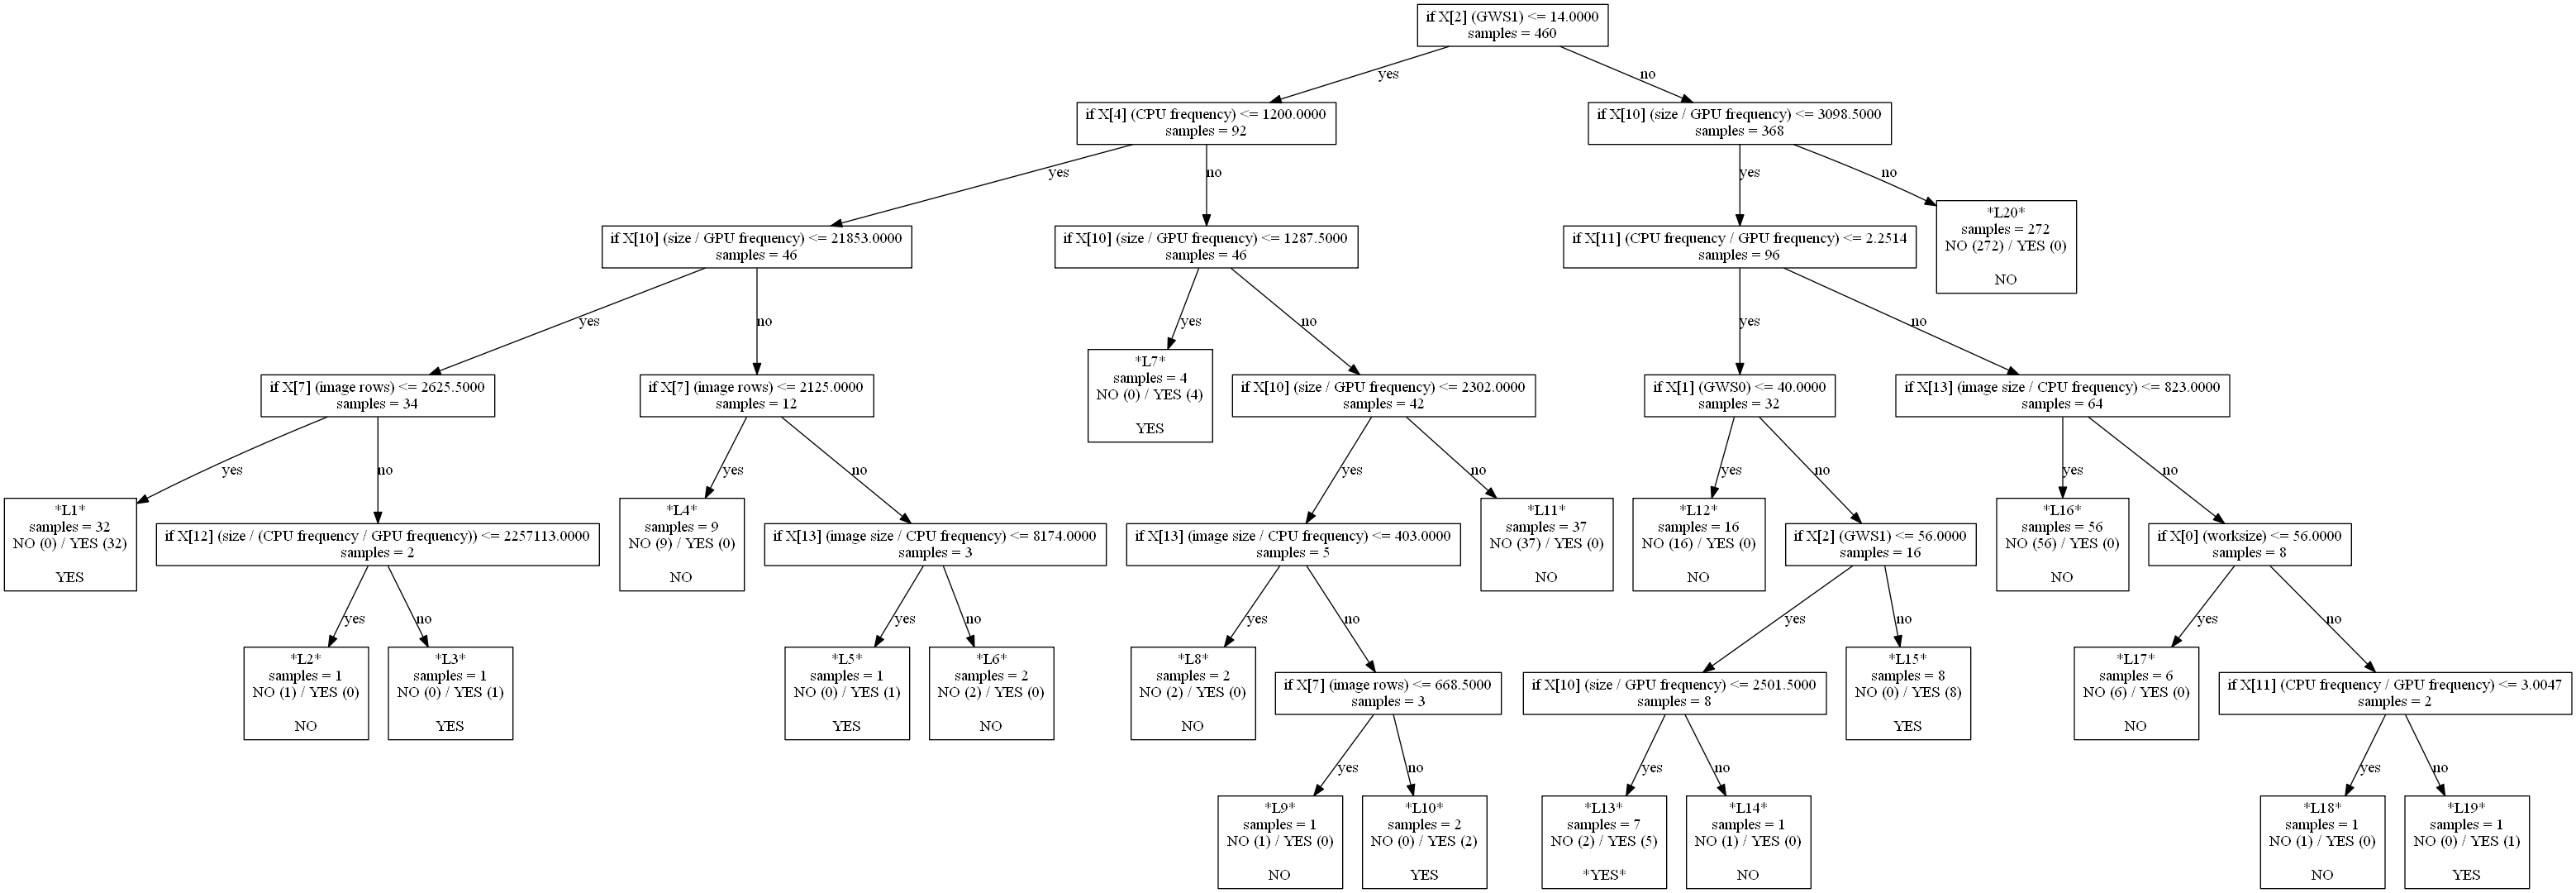 if X[2] (GWS1) <= 14.0000
samples = 460
yes
no
if X[4] (CPU frequency) <= 1200.0000
samples = 92
if X[10] (size / GPU frequency) <= 3098.5000
samples = 368
yes
no
yes
no
if X[10] (size / GPU frequency) <= 21853.0000
samples = 46
if X[10] (size / GPU frequency) <= 1287.5000
samples = 46
if X[11] (CPU frequency / GPU frequency) <= 2.2514
samples = 96
*L20*
samples = 272
NO (272) / YES (0)
NO
yes
no
yes
no
yes
no
if X[7] (image rows) <= 2625.5000
samples = 34
if X[7] (image rows) <= 2125.0000
samples = 12
*L7*
samples = 4
NO (0) / YES (4)
YES
if X[10] (size / GPU frequency) <= 2302.0000
samples = 42
if X[1] (GWS0) <= 40.0000
samples = 32
if X[13] (image size / CPU frequency) <= 823.0000
samples = 64
yes
no
yes
no
yes
no
yes
no
yes
no
*L1*
samples = 32
NO (0) / YES (32)
YES
if X[12] (size / (CPU frequency / GPU frequency)) <= 2257113.0000
samples = 2
*L4*
samples = 9
NO (9) / YES (0)
NO
if X[13] (image size / CPU frequency) <= 8174.0000
samples = 3
if X[13] (image size / CPU frequency) <= 403.0000
samples = 5
*L11*
samples = 37
NO (37) / YES (0)
NO
*L12*
samples = 16
NO (16) / YES (0)
NO
if X[2] (GWS1) <= 56.0000
samples = 16
*L16*
samples = 56
NO (56) / YES (0)
NO
if X[0] (worksize) <= 56.0000
samples = 8
yes
no
yes
no
yes
no
yes
no
yes
no
*L2*
samples = 1
NO (1) / YES (0)
NO
*L3*
samples = 1
NO (0) / YES (1)
YES
*L5*
samples = 1
NO (0) / YES (1)
YES
*L6*
samples = 2
NO (2) / YES (0)
NO
*L8*
samples = 2
NO (2) / YES (0)
NO
if X[7] (image rows) <= 668.5000
samples = 3
if X[10] (size / GPU frequency) <= 2501.5000
samples = 8
*L15*
samples = 8
NO (0) / YES (8)
YES
*L17*
samples = 6
NO (6) / YES (0)
NO
if X[11] (CPU frequency / GPU frequency) <= 3.0047
samples = 2
yes
no
yes
no
yes
no
*L9*
samples = 1
NO (1) / YES (0)
NO
*L10*
samples = 2
NO (0) / YES (2)
YES
*L13*
samples = 7
NO (2) / YES (5)
*YES*
*L14*
samples = 1
NO (1) / YES (0)
NO
*L18*
samples = 1
NO (1) / YES (0)
NO
*L19*
samples = 1
NO (0) / YES (1)
YES